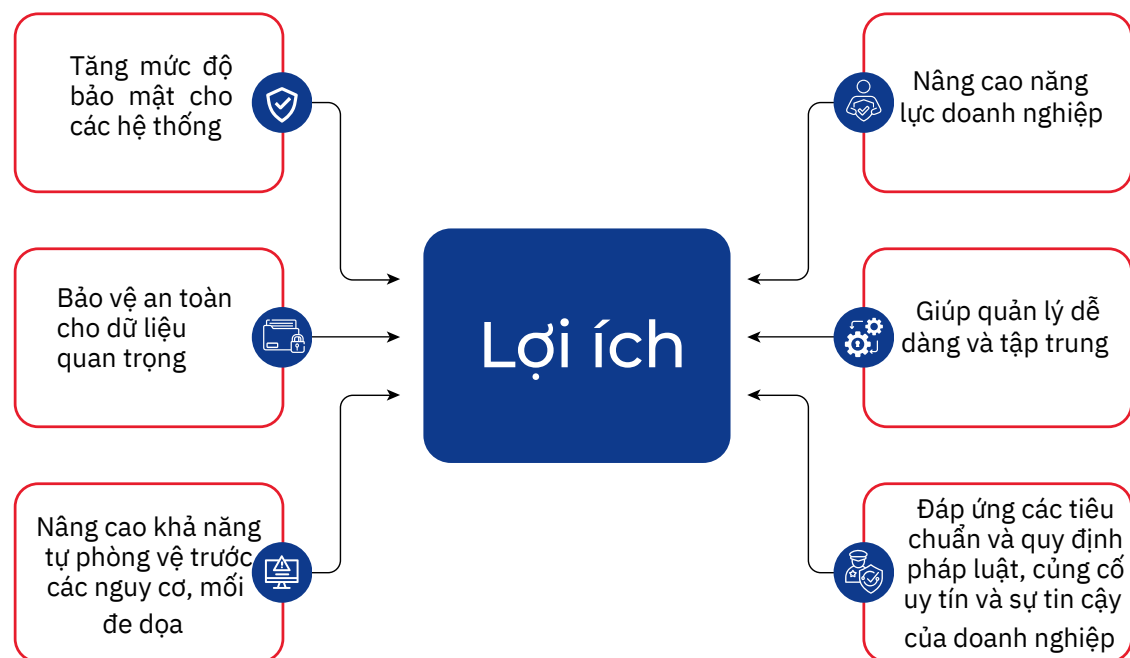 Tăng mức độ
bảo mật cho
các hệ thống
Bảo vệ an toàn
cho dữ liệu
quan trọng
Nâng cao khả năng
tự phòng vệ trước
các nguy cơ, mối
đe dọa
Lợi ích
Nâng cao năng
lực doanh nghiệp
Giúp quản lý dễ
dàng và tập trung
Đáp ứng các tiêu
chuẩn và quy định
pháp luật, củng cố
uy tín và sự tin cậy
của doanh nghiệp